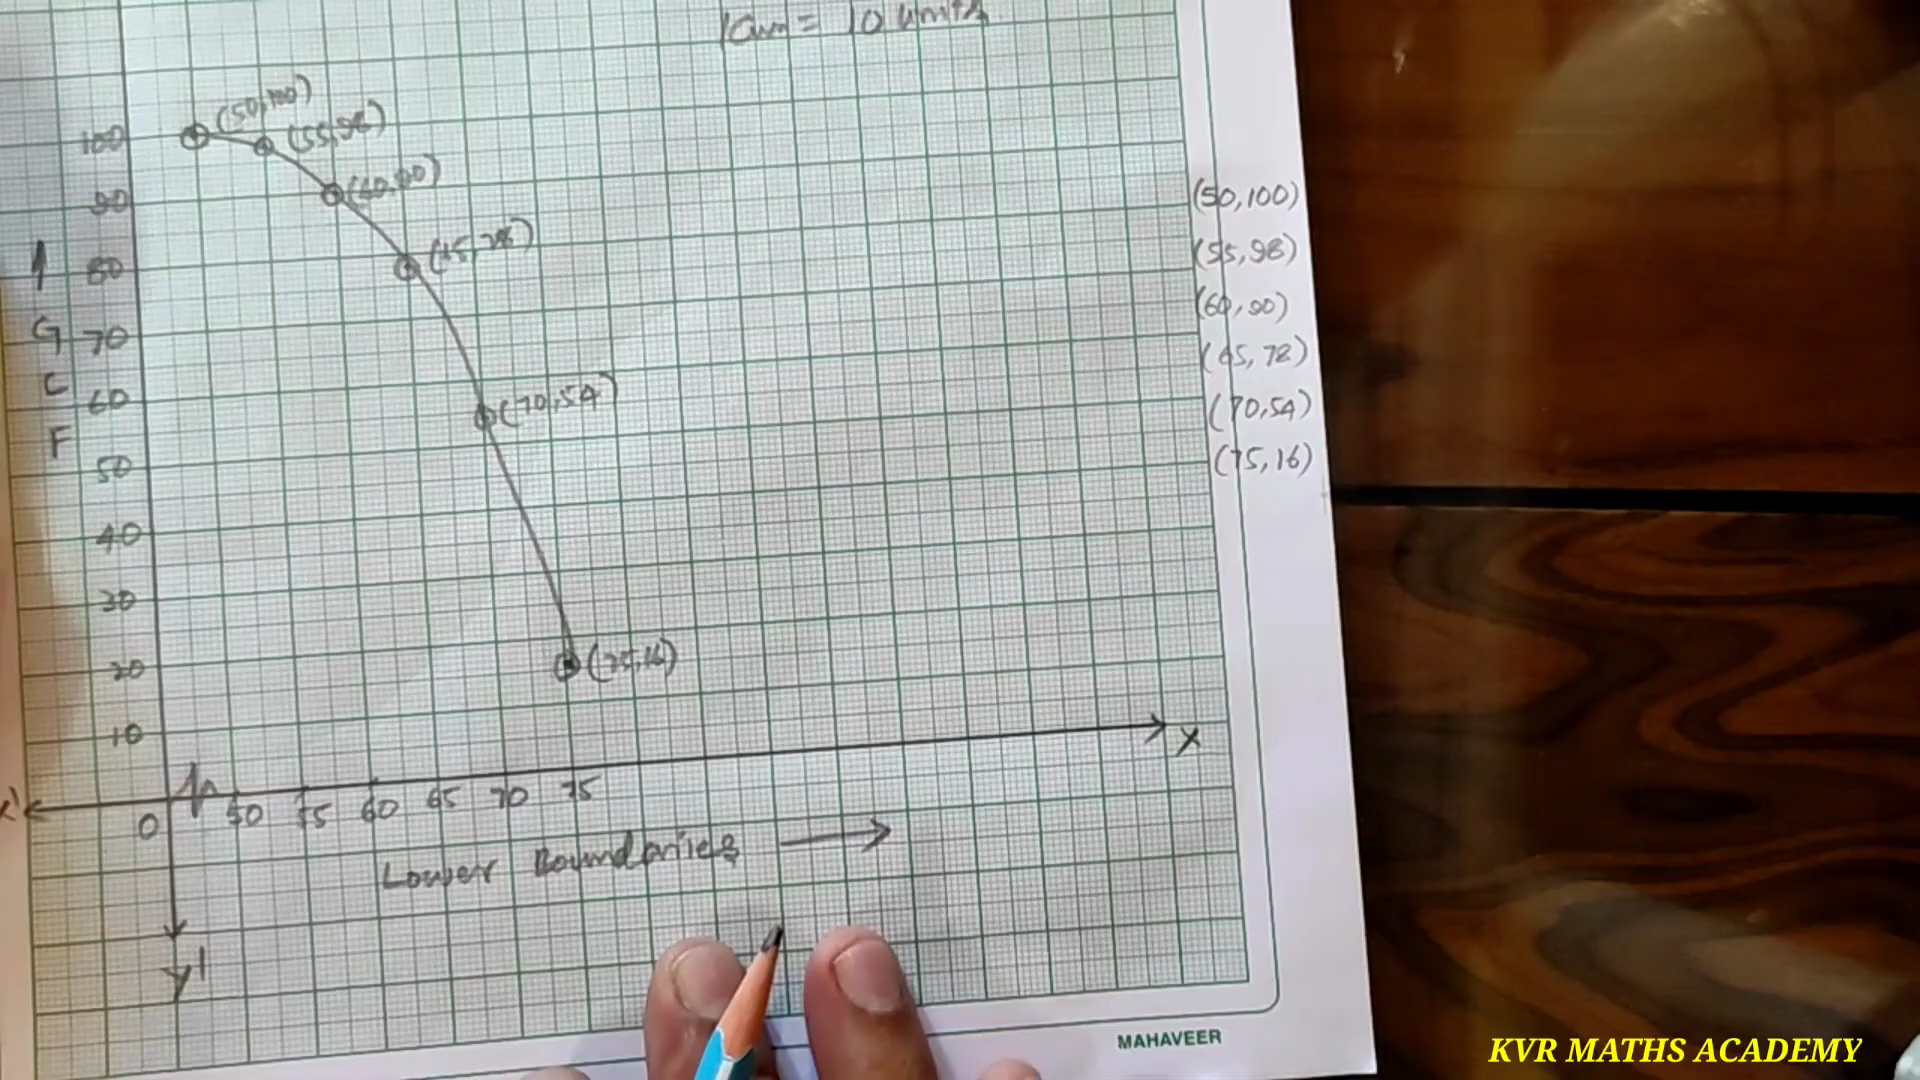 1cm = 10 units
(50,100)
(55,98)
(60,90)
(65,78)
(70,54)
(75,16)
100
90
80
70
60
50
40
30
20
10
G
C
F
(50,100)
(55,98)
(60,90)
(65,78)
(70,54)
(75,16)
X
X'
0 50 55 60 65 70 75
Lower Boundaries
Y'
MAHAVEER
KVR MATHS ACADEMY